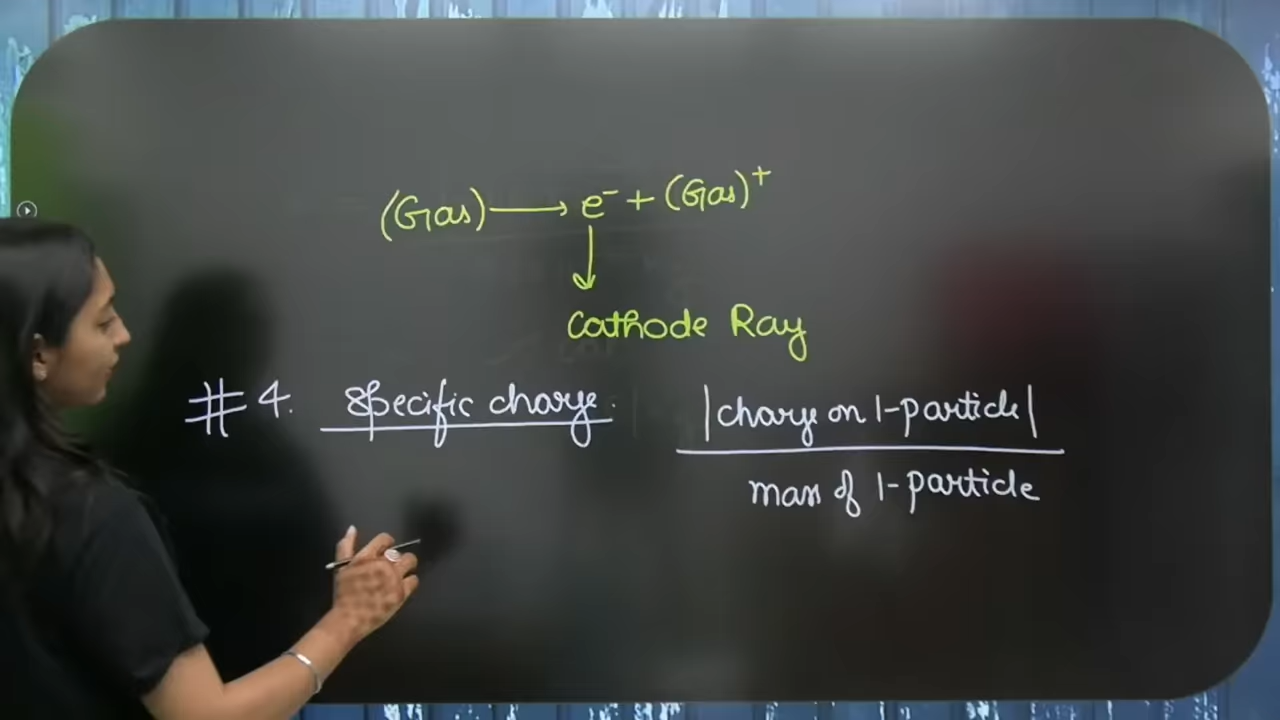 (Gas) → e⁻ + (Gas)⁺
↓
Cathode Ray
# 4. Specific charge. |charge on 1-particle|
mass of 1-particle